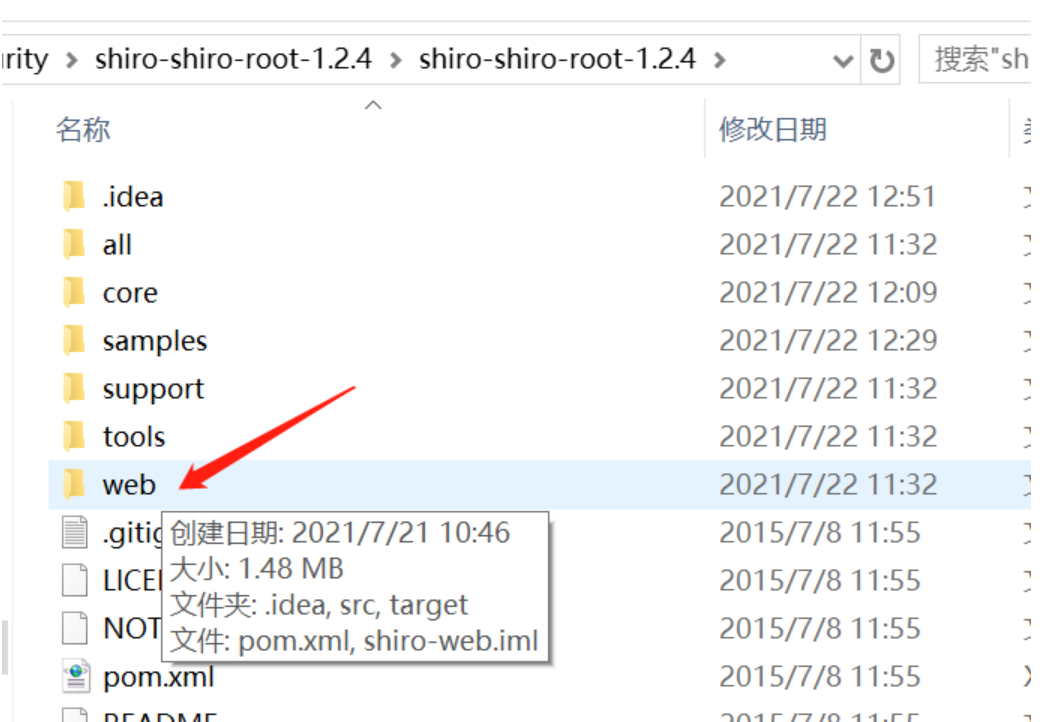 shiro-shiro-root-1.2.4 > shiro-shiro-root-1.2.4 > 搜索"sh
名称 修改日期
.idea 2021/7/22 12:51
all 2021/7/22 11:32
core 2021/7/22 12:09
samples 2021/7/22 12:29
support 2021/7/22 11:32
tools 2021/7/22 11:32
web 2021/7/22 11:32
.gitig 2015/7/8 11:55
创建日期: 2021/7/21 10:46
大小: 1.48 MB
LICE 2015/7/8 11:55
文件夹: .idea, src, target
NOT 2015/7/8 11:55
文件: pom.xml, shiro-web.iml
pom.xml 2015/7/8 11:55
README 2015/7/8 11:55